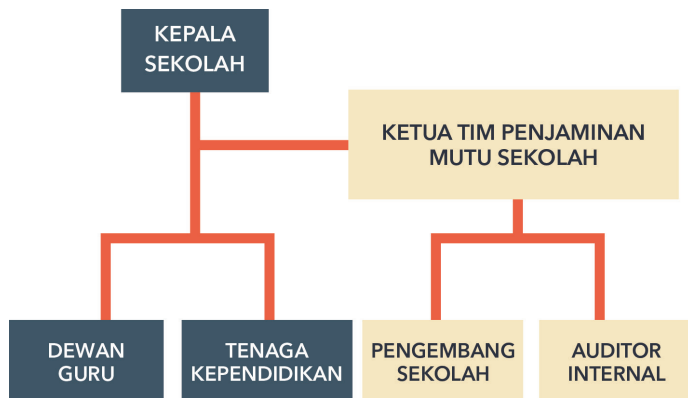 KEPALA
SEKOLAH
KETUA TIM PENJAMINAN
MUTU SEKOLAH
DEWAN
GURU
TENAGA
KEPENDIDIKAN
PENGEMBANG
SEKOLAH
AUDITOR
INTERNAL